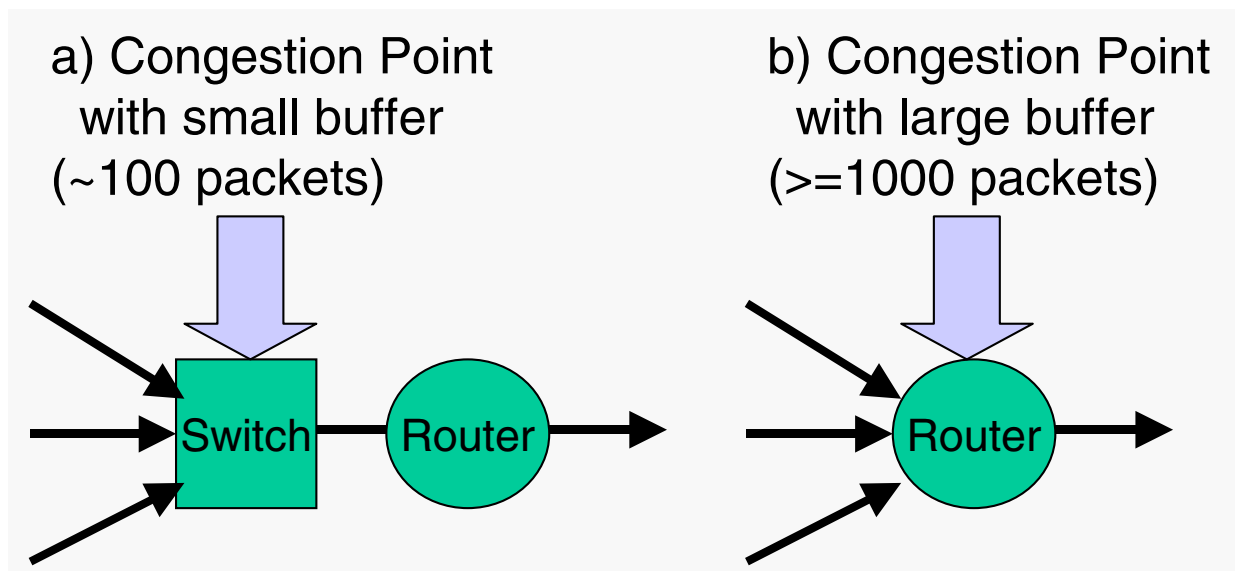 a) Congestion Point
with small buffer
(~100 packets)
b) Congestion Point
with large buffer
(>=1000 packets)
Switch
Router
Router